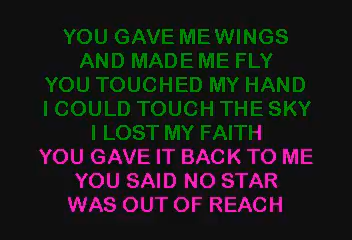 YOU GAVE ME WINGS
AND MADE ME FLY
YOU TOUCHED MY HAND
I COULD TOUCH THE SKY
I LOST MY FAITH
YOU GAVE IT BACK TO ME
YOU SAID NO STAR
WAS OUT OF REACH